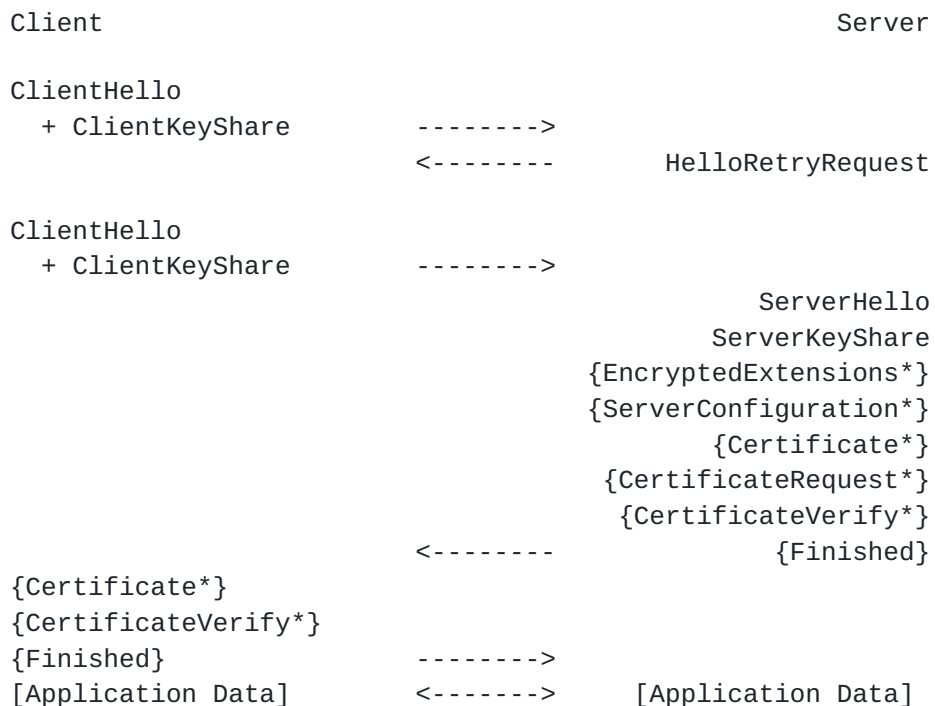 Client                                               Server

ClientHello
  + ClientKeyShare        -------->
                          <--------       HelloRetryRequest

ClientHello
  + ClientKeyShare        -------->
                                                ServerHello
                                             ServerKeyShare
                                     {EncryptedExtensions*}
                                     {ServerConfiguration*}
                                             {Certificate*}
                                      {CertificateRequest*}
                                       {CertificateVerify*}
                          <--------              {Finished}
{Certificate*}
{CertificateVerify*}
{Finished}                -------->
[Application Data]        <------->     [Application Data]